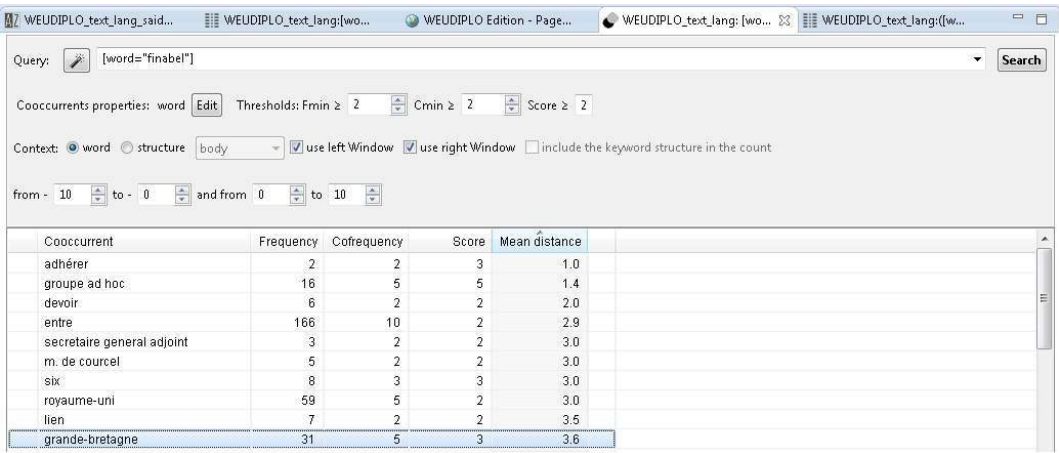 WEUDIPLO_text_lang_said... WEUDIPLO_text_lang:[wo... WEUDIPLO Edition - Page... WEUDIPLO_text_lang: [wo... WEUDIPLO_text_lang:([w...
Query: [word="finabel"] Search
Cooccurrents properties: word Edit Thresholds: Fmin ≥ 2 Cmin ≥ 2 Score ≥ 2
Context: word structure body use left Window use right Window include the keyword structure in the count
from - 10 to - 0 and from 0 to 10
Cooccurrent Frequency Cofrequency Score Mean distance
adhérer 2 2 3 1.0
groupe ad hoc 16 5 5 1.4
devoir 6 2 2 2.0
entre 166 10 2 2.9
secretaire general adjoint 3 2 2 3.0
m. de courcel 5 2 2 3.0
six 8 3 3 3.0
royaume-uni 59 5 2 3.0
lien 7 2 2 3.5
grande-bretagne 31 5 3 3.6